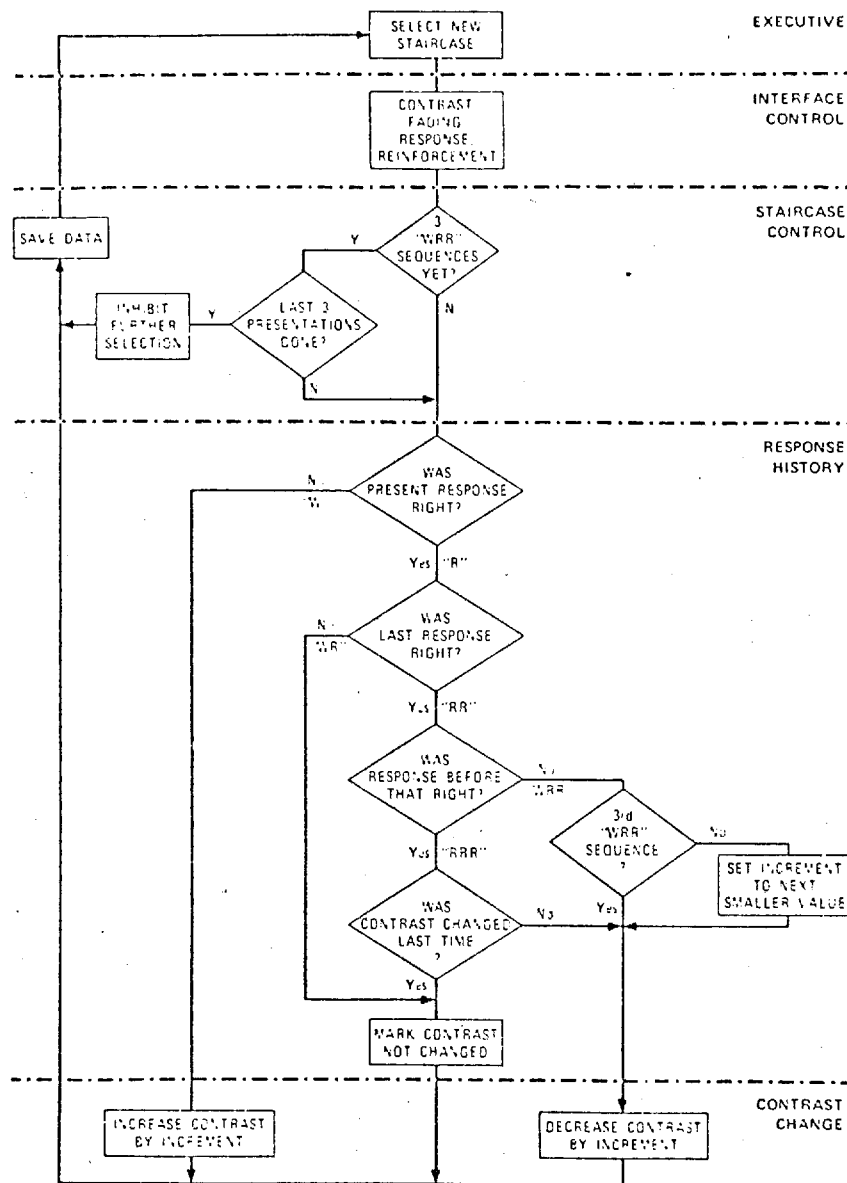 SELECT NEW
STAIRCASE
EXECUTIVE
CONTRAST
FADING
RESPONSE,
REINFORCEMENT
INTERFACE
CONTROL
SAVE DATA
3
"WRR"
SEQUENCES
YET?
STAIRCASE
CONTROL
Y
N
INHIBIT
FURTHER
SELECTION
Y
LAST 3
PRESENTATIONS
DONE?
N
RESPONSE
HISTORY
WAS
PRESENT RESPONSE
RIGHT?
N
"W
Yes "R"
WAS
LAST RESPONSE
RIGHT?
N
"WR"
Yes "RR"
WAS
RESPONSE BEFORE
THAT RIGHT?
No
WRR
Yes "RRR"
3rd
"WRR"
SEQUENCE
?
No
SET INCREMENT
TO NEXT
SMALLER VALUE
Yes
WAS
CONTRAST CHANGED
LAST TIME
?
No
Yes
MARK CONTRAST
NOT CHANGED
CONTRAST
CHANGE
INCREASE CONTRAST
BY INCREMENT
DECREASE CONTRAST
BY INCREMENT